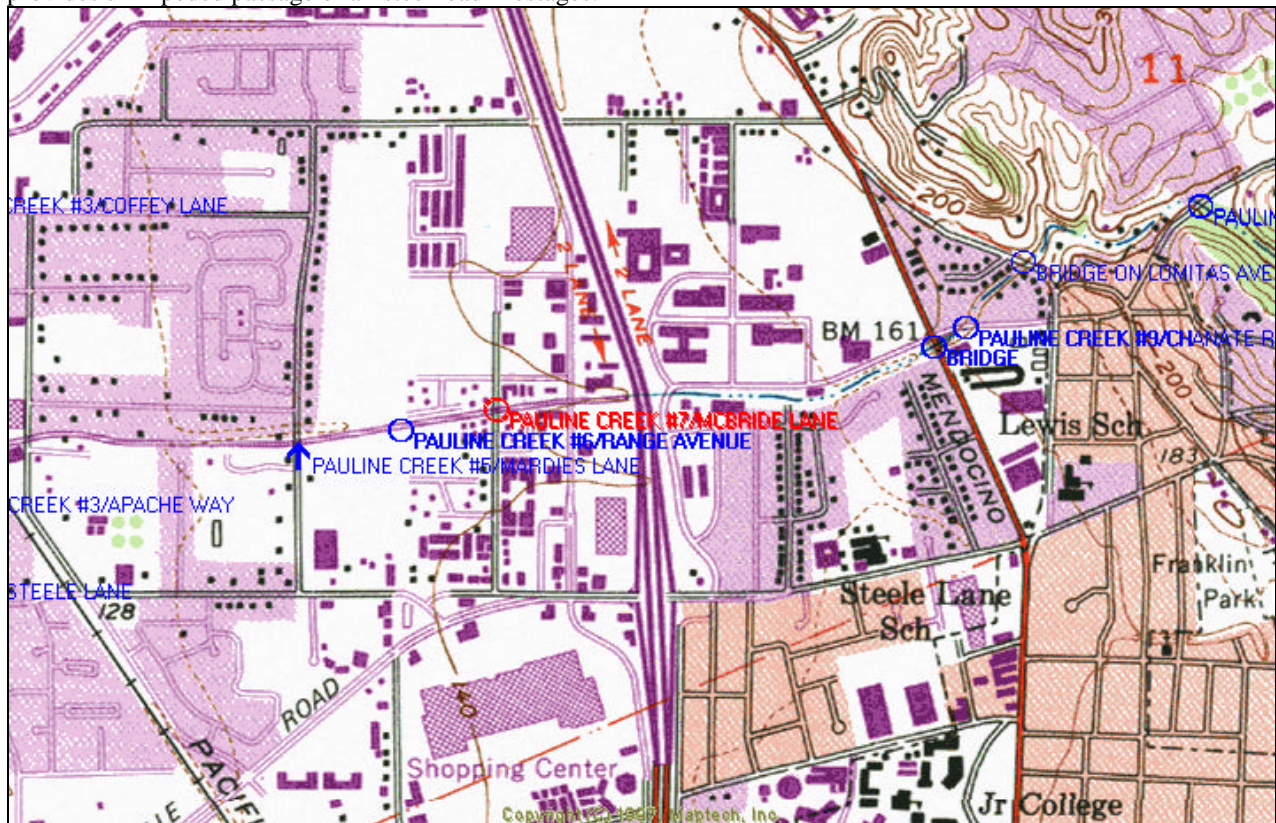 11
CREEK #3/COFFEY LANE
200
PAULIN
2 LANE
2 LANE
BRIDGE ON LOMITAS AVE
BM 161
PAULINE CREEK #9/CHANATE R
BRIDGE
MENDOCINO
200
PAULINE CREEK #7/MCBRIDE LANE
Lewis Sch.
PAULINE CREEK #6/RANGE AVENUE
183
PAULINE CREEK #5/MARDIES LANE
CREEK #3/APACHE WAY
Franklin
Park
STEELE LANE
128
Steele Lane
Sch.
ROAD
140
PACIFI
Shopping Center
LE
Jr College
Copyright (C) 1997, Maptech, Inc.